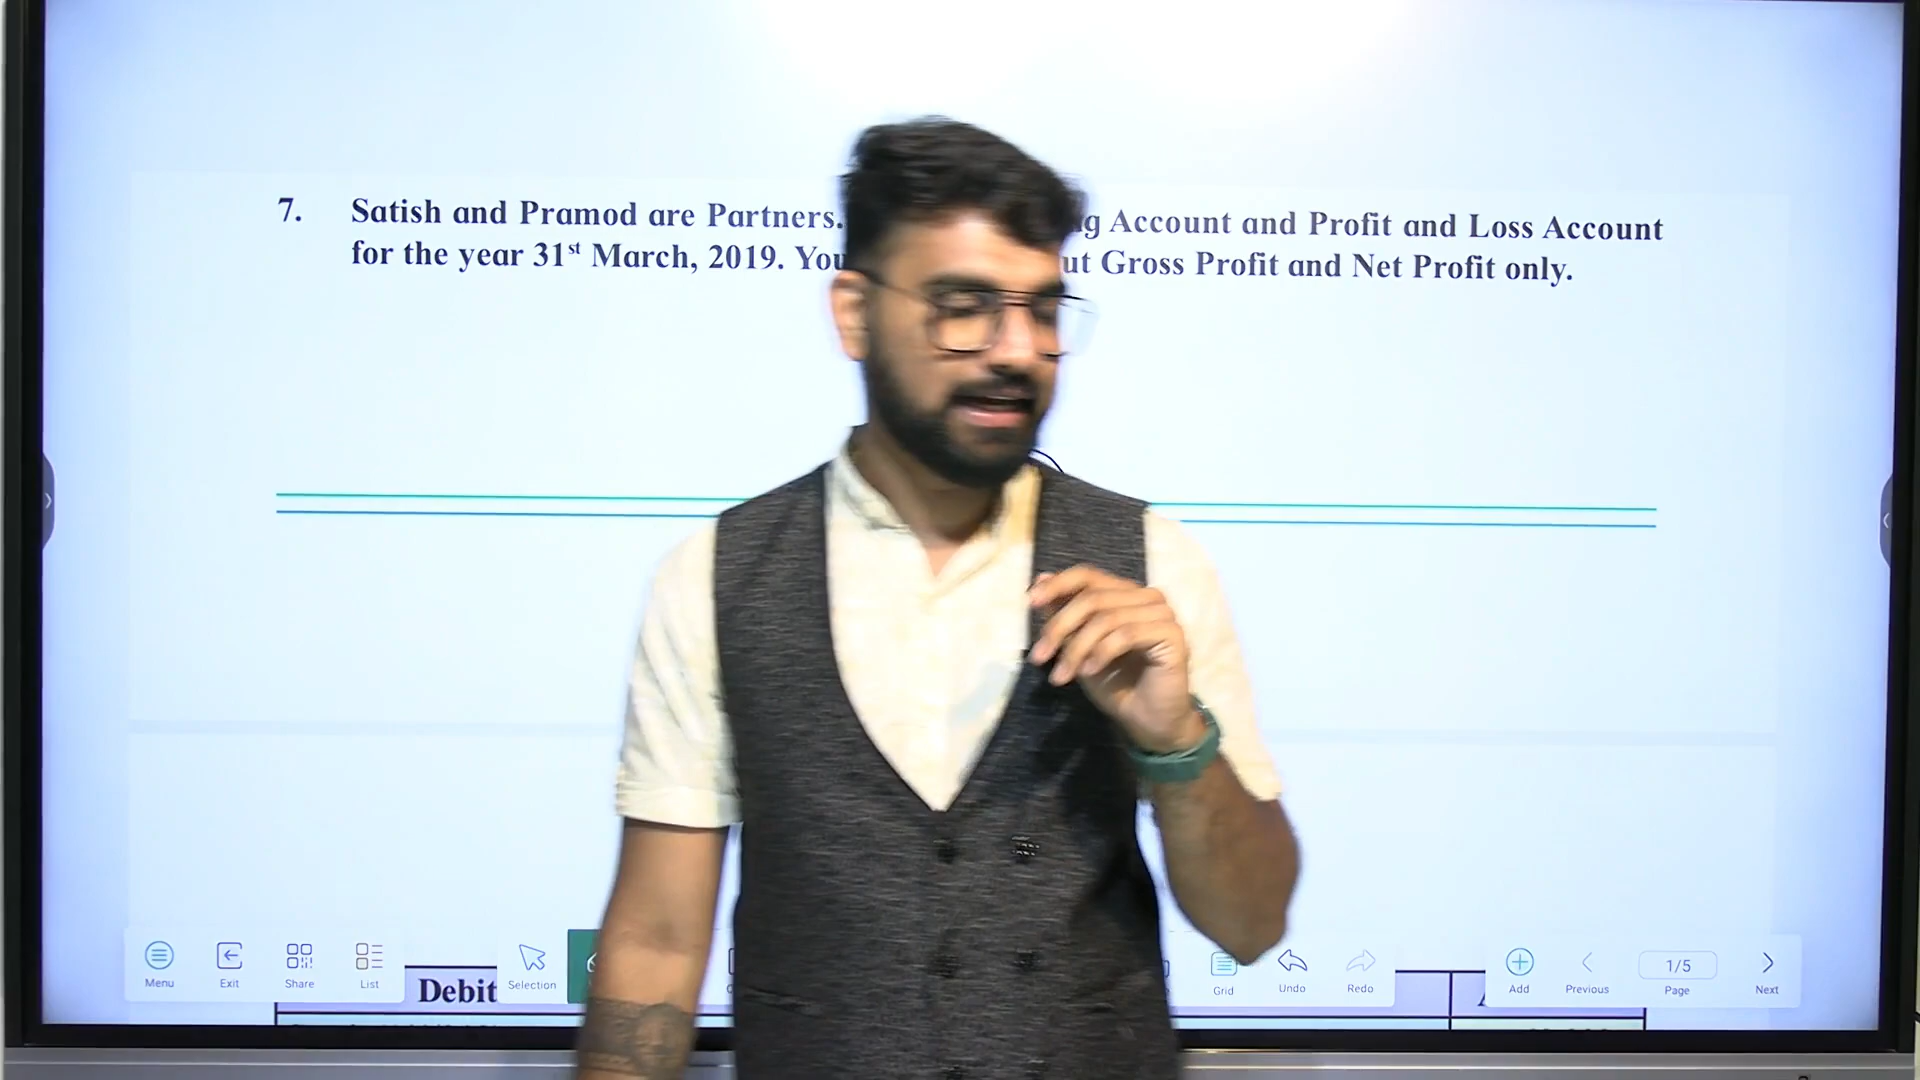 7. Satish and Pramod are Partners. Account and Profit and Loss Account
for the year 31st March, 2019. Gross Profit and Net Profit only.
Debit
Menu
Exit
Share
List
Selection
Grid
Undo
Redo
Add
Previous
1/5
Page
Next